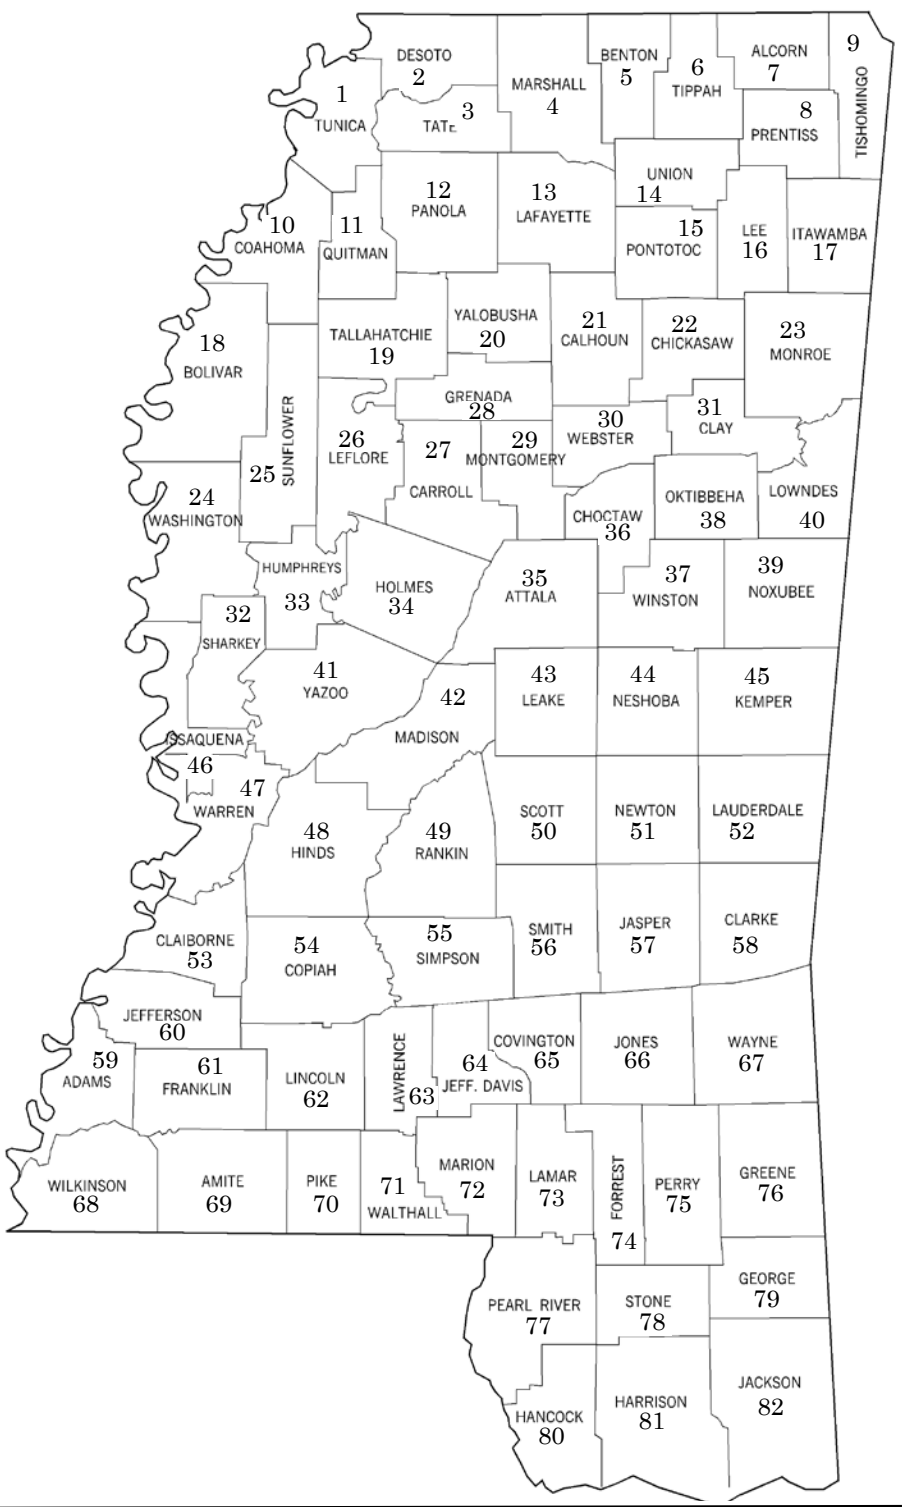 DESOTO
2
BENTON
5
ALCORN
7
9
TISHOMINGO
6
TIPPAH
MARSHALL
4
1
TUNICA
3
TATE
8
PRENTISS
UNION
14
12
PANOLA
13
LAFAYETTE
10
COAHOMA
11
QUITMAN
15
PONTOTOC
LEE
16
ITAWAMBA
17
18
BOLIVAR
TALLAHATCHIE
19
YALOBUSHA
20
21
CALHOUN
22
CHICKASAW
23
MONROE
GRENADA
28
25
SUNFLOWER
26
LEFLORE
27
CARROLL
29
MONTGOMERY
30
WEBSTER
31
CLAY
24
WASHINGTON
CHOCTAW
36
OKTIBBEHA
38
LOWNDES
40
HUMPHREYS
33
HOLMES
34
35
ATTALA
37
WINSTON
39
NOXUBEE
32
SHARKEY
41
YAZOO
42
MADISON
43
LEAKE
44
NESHOBA
45
KEMPER
ISSAQUENA
46
47
WARREN
48
HINDS
49
RANKIN
SCOTT
50
NEWTON
51
LAUDERDALE
52
CLAIBORNE
53
54
COPIAH
55
SIMPSON
SMITH
56
JASPER
57
CLARKE
58
JEFFERSON
60
59
ADAMS
61
FRANKLIN
LINCOLN
62
LAWRENCE
63
64
JEFF. DAVIS
COVINGTON
65
JONES
66
WAYNE
67
WILKINSON
68
AMITE
69
PIKE
70
71
WALTHALL
MARION
72
LAMAR
73
FORREST
74
PERRY
75
GREENE
76
PEARL RIVER
77
STONE
78
GEORGE
79
HANCOCK
80
HARRISON
81
JACKSON
82